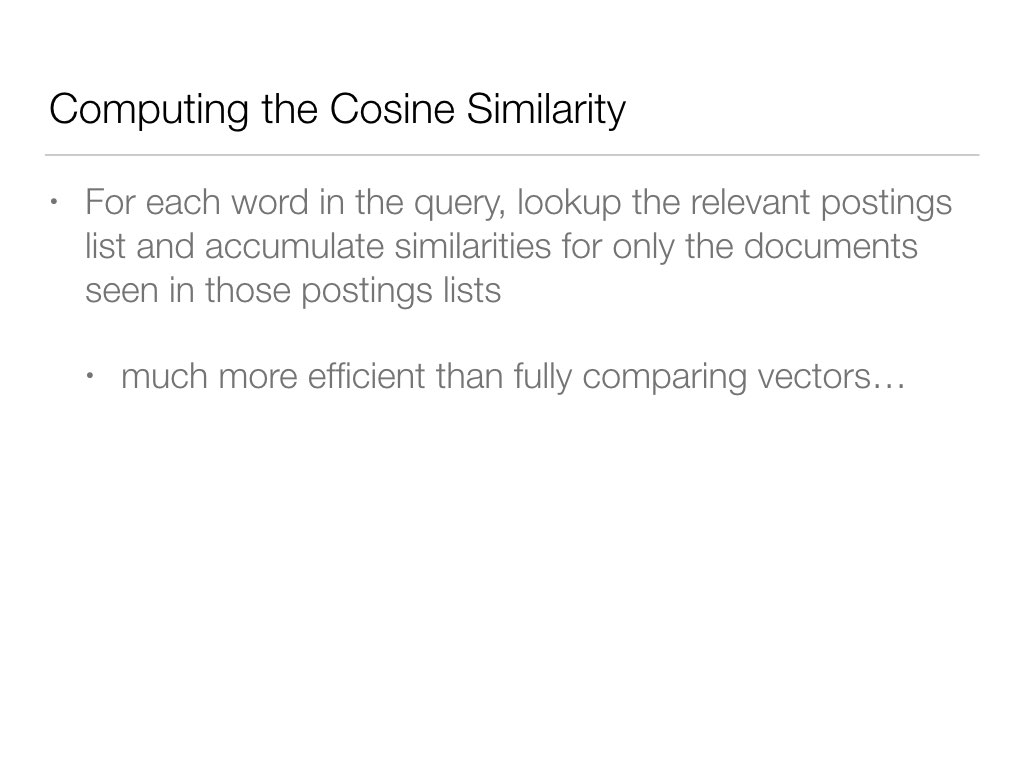 Computing the Cosine Similarity
• For each word in the query, lookup the relevant postings
list and accumulate similarities for only the documents
seen in those postings lists
• much more efficient than fully comparing vectors…